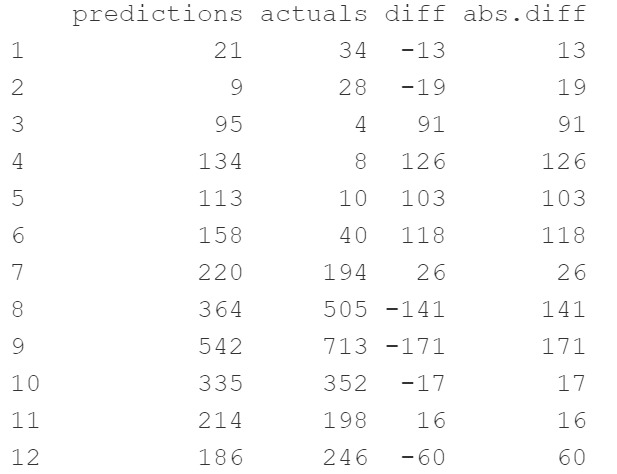 predictions actuals diff abs.diff
1 21 34 -13 13
2 9 28 -19 19
3 95 4 91 91
4 134 8 126 126
5 113 10 103 103
6 158 40 118 118
7 220 194 26 26
8 364 505 -141 141
9 542 713 -171 171
10 335 352 -17 17
11 214 198 16 16
12 186 246 -60 60